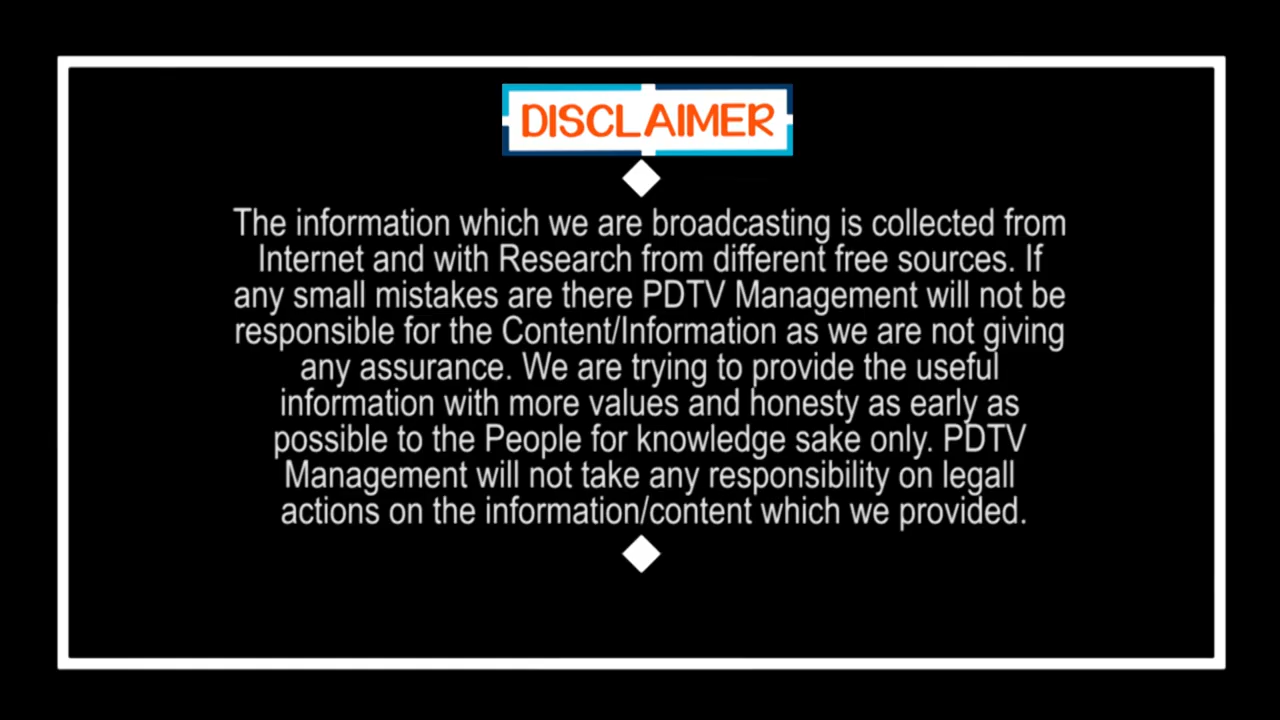 DISCLAIMER
The information which we are broadcasting is collected from
Internet and with Research from different free sources. If
any small mistakes are there PDTV Management will not be
responsible for the Content/Information as we are not giving
any assurance. We are trying to provide the useful
information with more values and honesty as early as
possible to the People for knowledge sake only. PDTV
Management will not take any responsibility on legall
actions on the information/content which we provided.